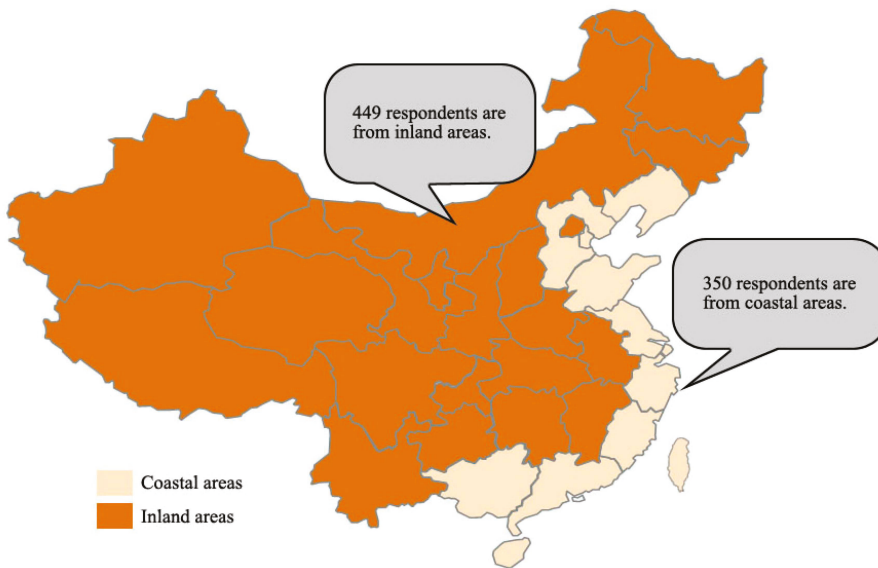 449 respondents are
from inland areas.
350 respondents are
from coastal areas.
Coastal areas
Inland areas